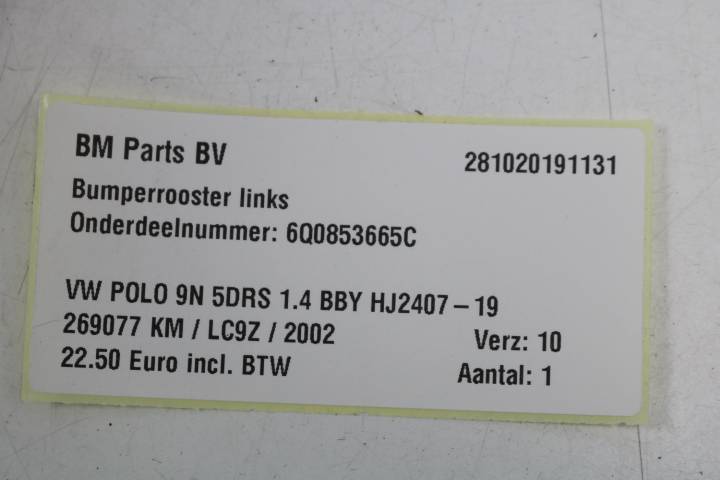 BM Parts BV 281020191131
Bumperrooster links
Onderdeelnummer: 6Q0853665C
VW POLO 9N 5DRS 1.4 BBY HJ2407-19
269077 KM / LC9Z / 2002 Verz: 10
22.50 Euro incl. BTW Aantal: 1